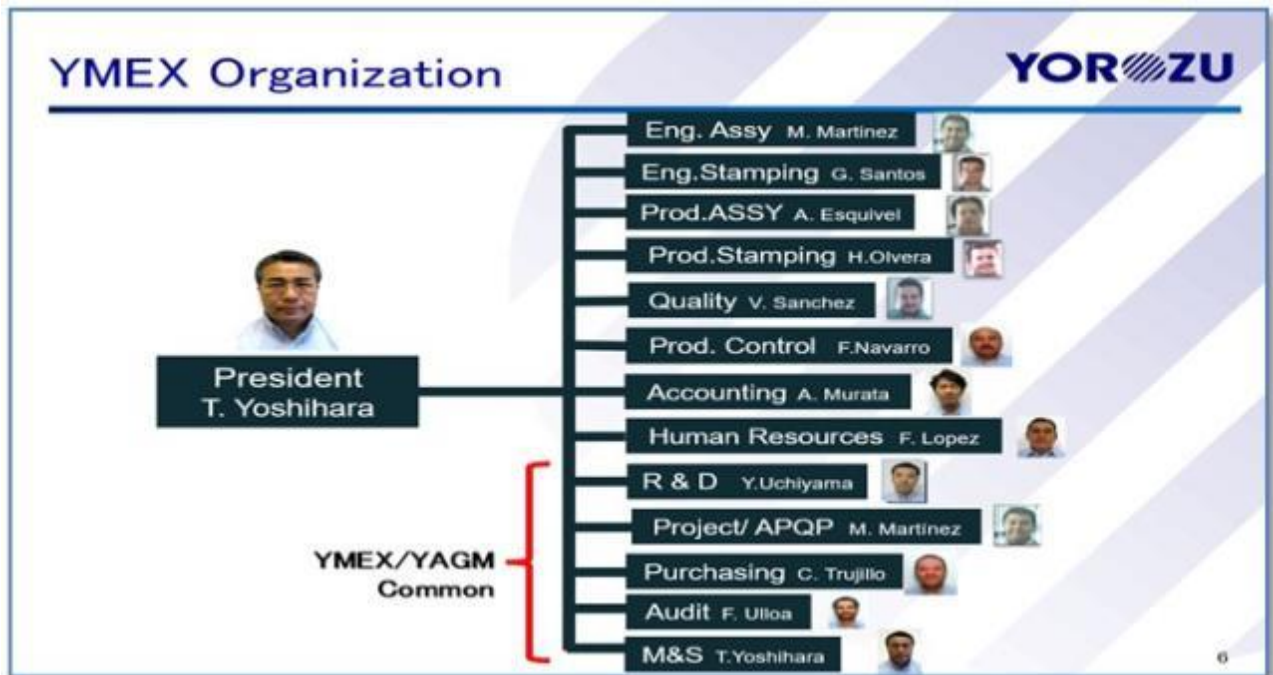 YMEX Organization
YOROZU
Eng. Assy M. Martinez
Eng.Stamping G. Santos
Prod.ASSY A. Esquivel
Prod.Stamping H.Olvera
Quality V. Sanchez
Prod. Control F.Navarro
President
T. Yoshihara
Accounting A. Murata
Human Resources F. Lopez
R & D Y.Uchiyama
Project/ APQP M. Martinez
YMEX/YAGM
Common
Purchasing C. Trujillo
Audit F. Ulloa
M&S T.Yoshihara
6